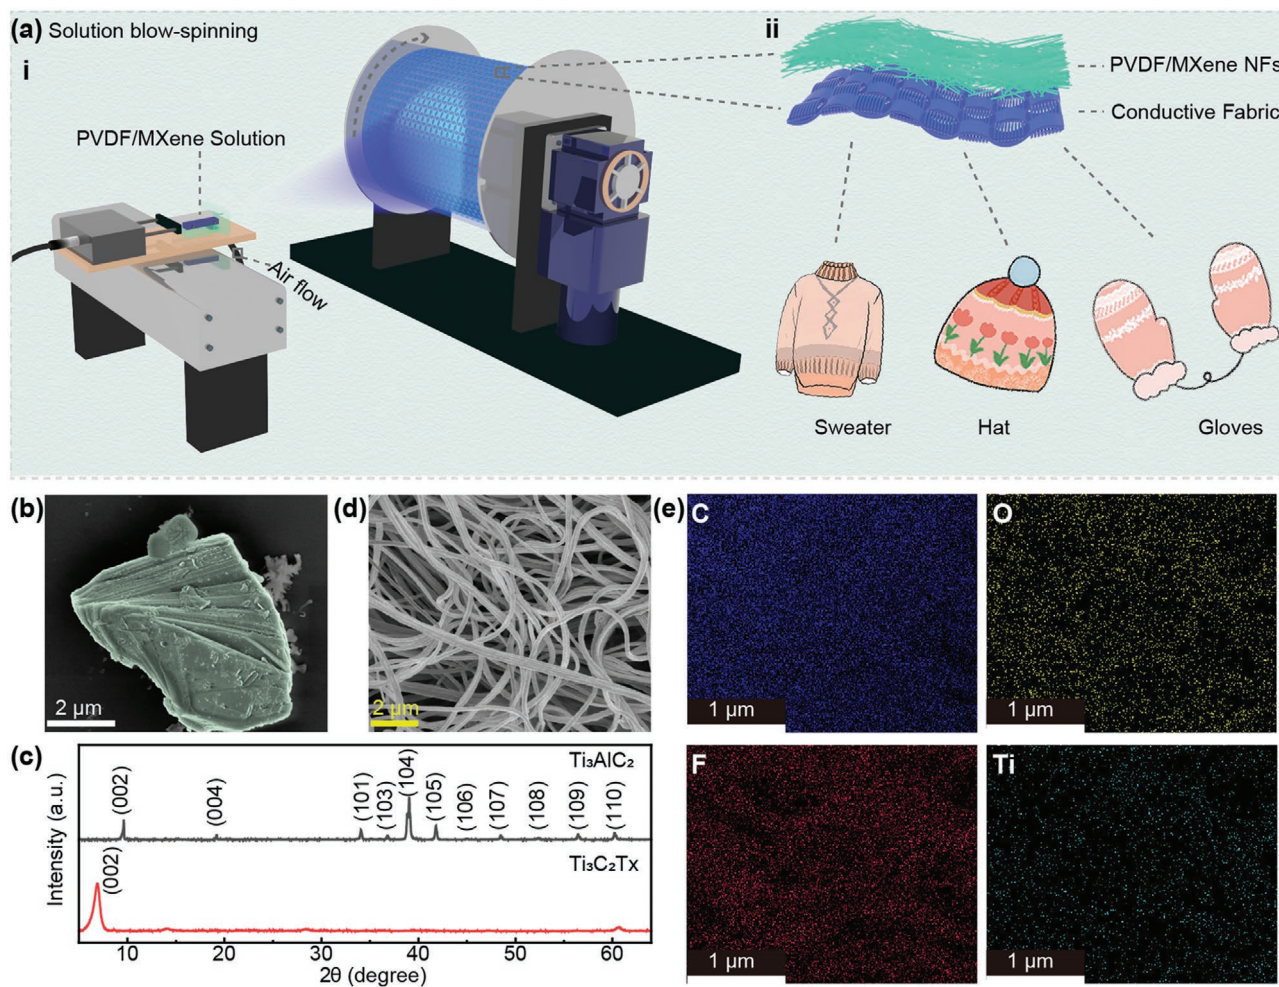 (a) Solution blow-spinning
i
PVDF/MXene Solution
Air flow
ii
PVDF/MXene NFs
Conductive Fabric
Sweater
Hat
Gloves
(b)
2 μm
(d)
2 μm
(e)
C
1 μm
O
1 μm
F
1 μm
Ti
1 μm
(c)
Intensity (a.u.)
Ti₃AlC₂
(002)
(004)
(101)
(103)
(104)
(105)
(106)
(107)
(108)
(109)
(110)
Ti₃C₂Tx
(002)
10 20 30 40 50 60
2θ (degree)